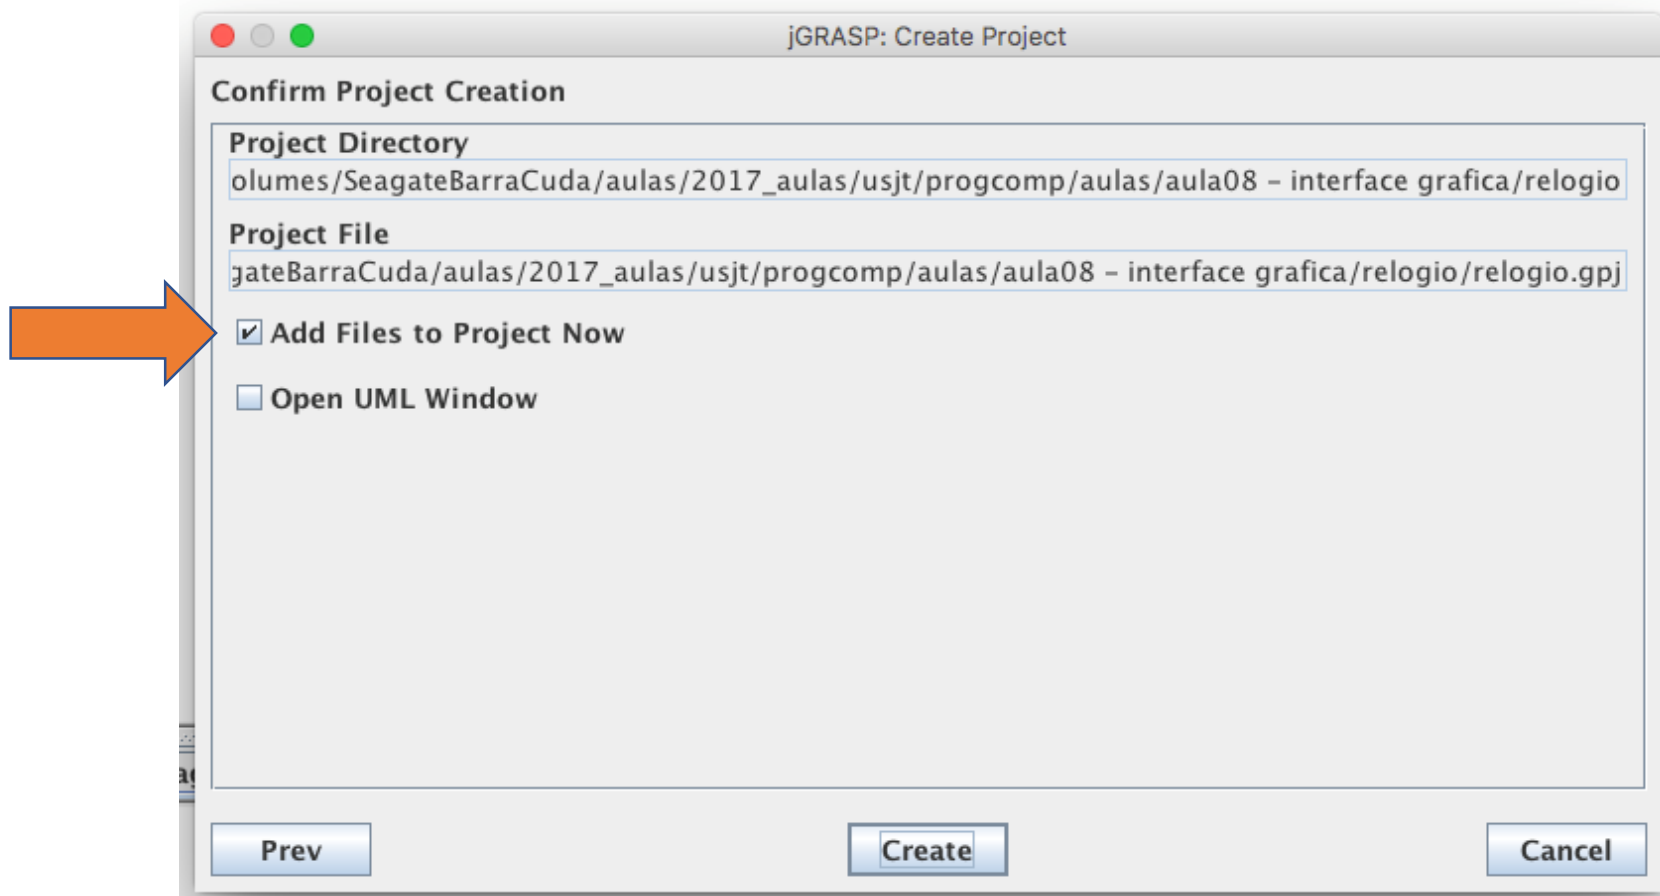 jGRASP: Create Project
Confirm Project Creation
Project Directory
olumes/SeagateBarraCuda/aulas/2017_aulas/usjt/progcomp/aulas/aula08 – interface grafica/relogio
Project File
gateBarraCuda/aulas/2017_aulas/usjt/progcomp/aulas/aula08 – interface grafica/relogio/relogio.gpj
Add Files to Project Now
Open UML Window
Prev Create Cancel